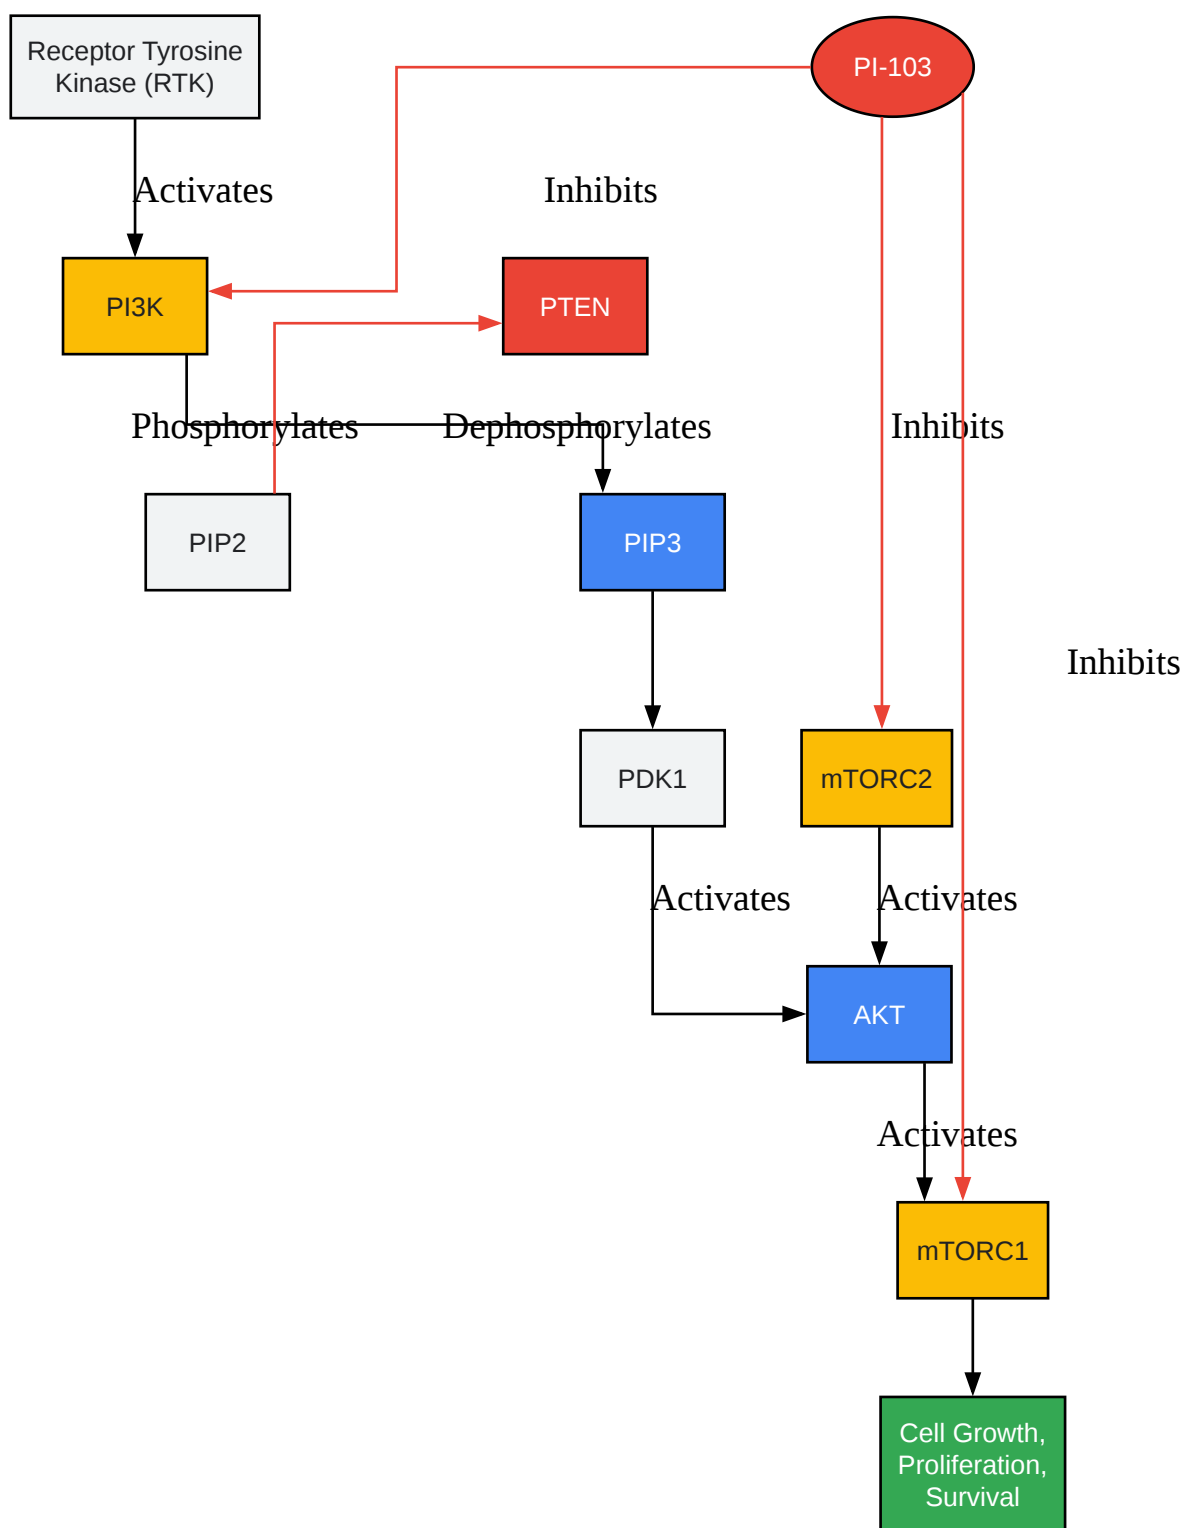 Receptor Tyrosine
Kinase (RTK)
PI-103
Activates
Inhibits
PI3K
PTEN
Phosphorylates
Dephosphorylates
Inhibits
PIP2
PIP3
Inhibits
PDK1
mTORC2
Activates
Activates
AKT
Activates
mTORC1
Cell Growth,
Proliferation,
Survival